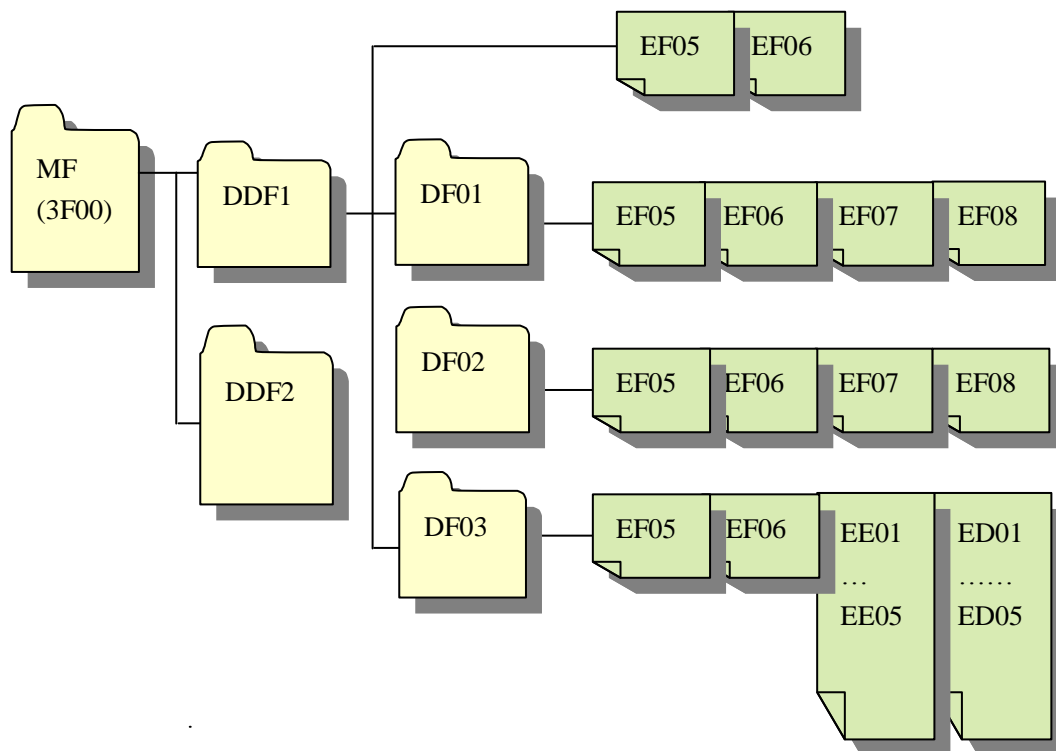 EF05
EF06
MF
(3F00)
DDF1
DF01
EF05
EF06
EF07
EF08
DDF2
DF02
EF05
EF06
EF07
EF08
DF03
EF05
EF06
EE01
…
EE05
ED01
……
ED05
.